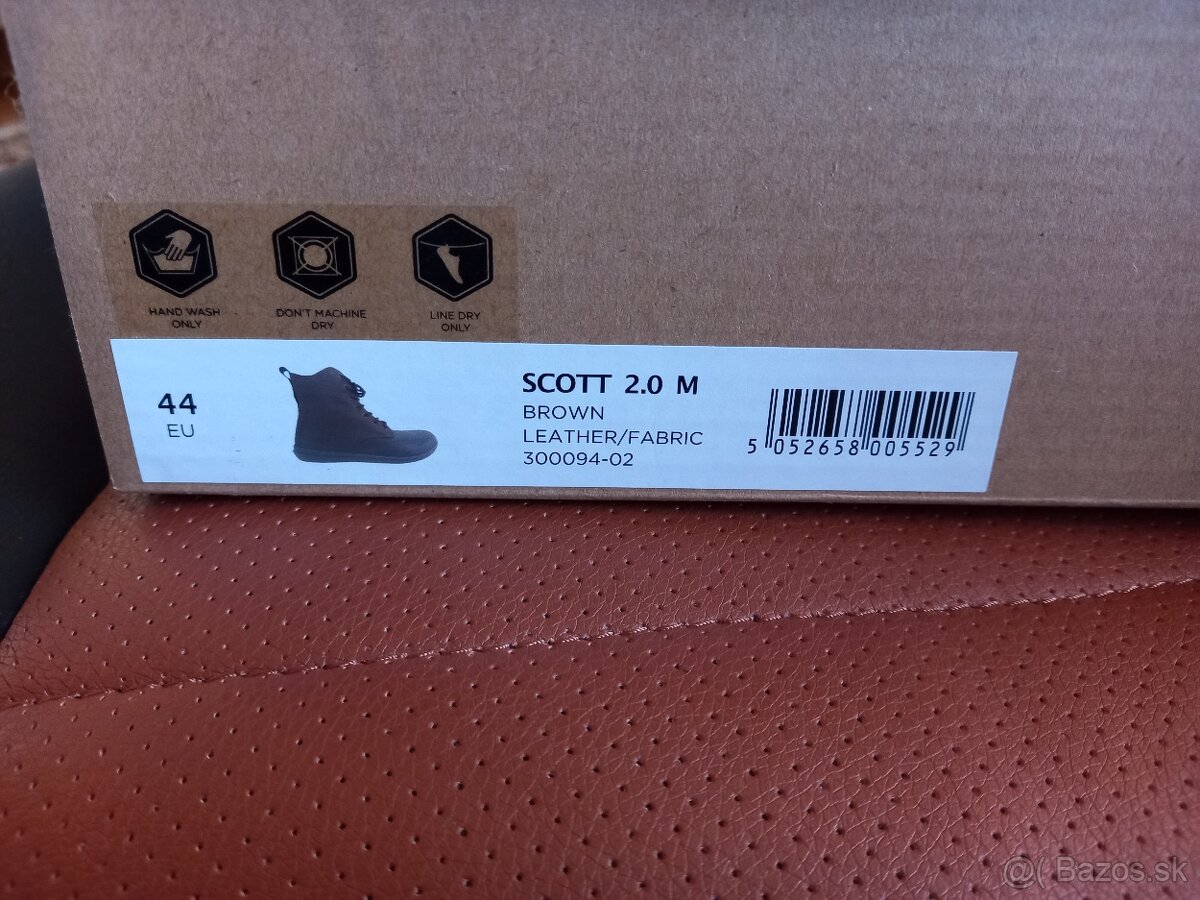 HAND WASH
ONLY
DON'T MACHINE
DRY
LINE DRY
ONLY
44
EU
SCOTT 2.0 M
BROWN
LEATHER/FABRIC
300094-02
5 052658 005529
@( Bazos.sk